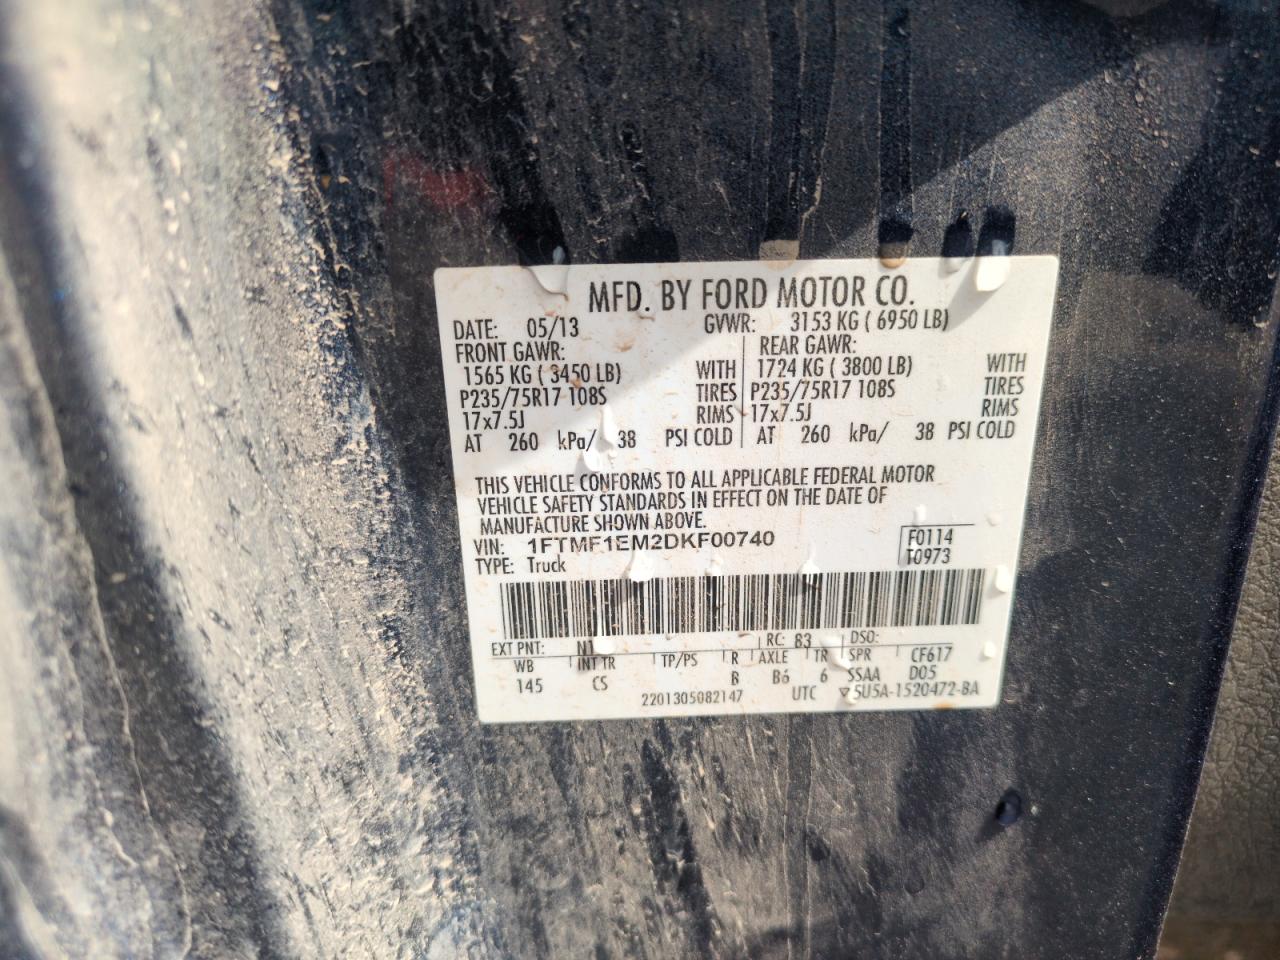 MFD. BY FORD MOTOR CO.
DATE: 05/13 GVWR: 3153 KG ( 6950 LB)
FRONT GAWR: REAR GAWR:
1565 KG ( 3450 LB) WITH 1724 KG ( 3800 LB) WITH
P235/75R17 108S TIRES P235/75R17 108S TIRES
17x7.5J RIMS 17x7.5J RIMS
AT 260 kPa/ 38 PSI COLD AT 260 kPa/ 38 PSI COLD
THIS VEHICLE CONFORMS TO ALL APPLICABLE FEDERAL MOTOR
VEHICLE SAFETY STANDARDS IN EFFECT ON THE DATE OF
MANUFACTURE SHOWN ABOVE.
VIN: 1FTMF1EM2DKF00740 F0114
TYPE: Truck T0973
EXT PNT: RC: 83 DSO:
WB INT TR TP/PS R AXLE TR SPR CF617
145 CS B B6 6 SSAA D05
2201305082147 UTC ▽5U5A-1520472-BA